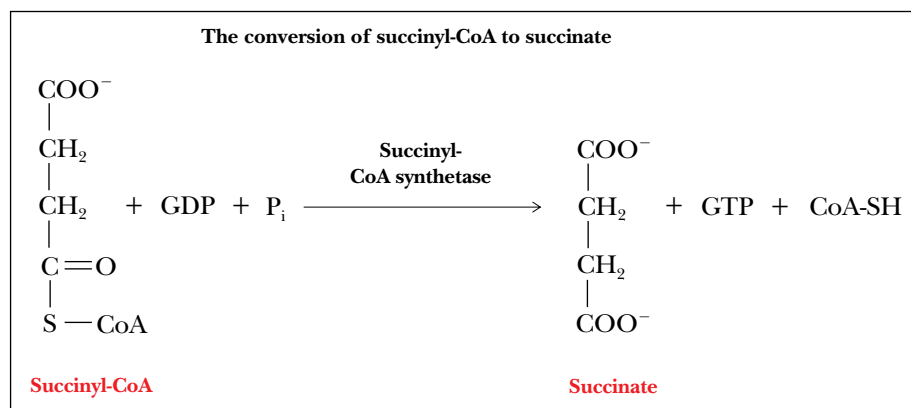 The conversion of succinyl-CoA to succinate
COO⁻
CH₂
CH₂ + GDP + Pᵢ
C=O
S—CoA
Succinyl-CoA
Succinyl-
CoA synthetase
COO⁻
CH₂ + GTP + CoA-SH
CH₂
COO⁻
Succinate